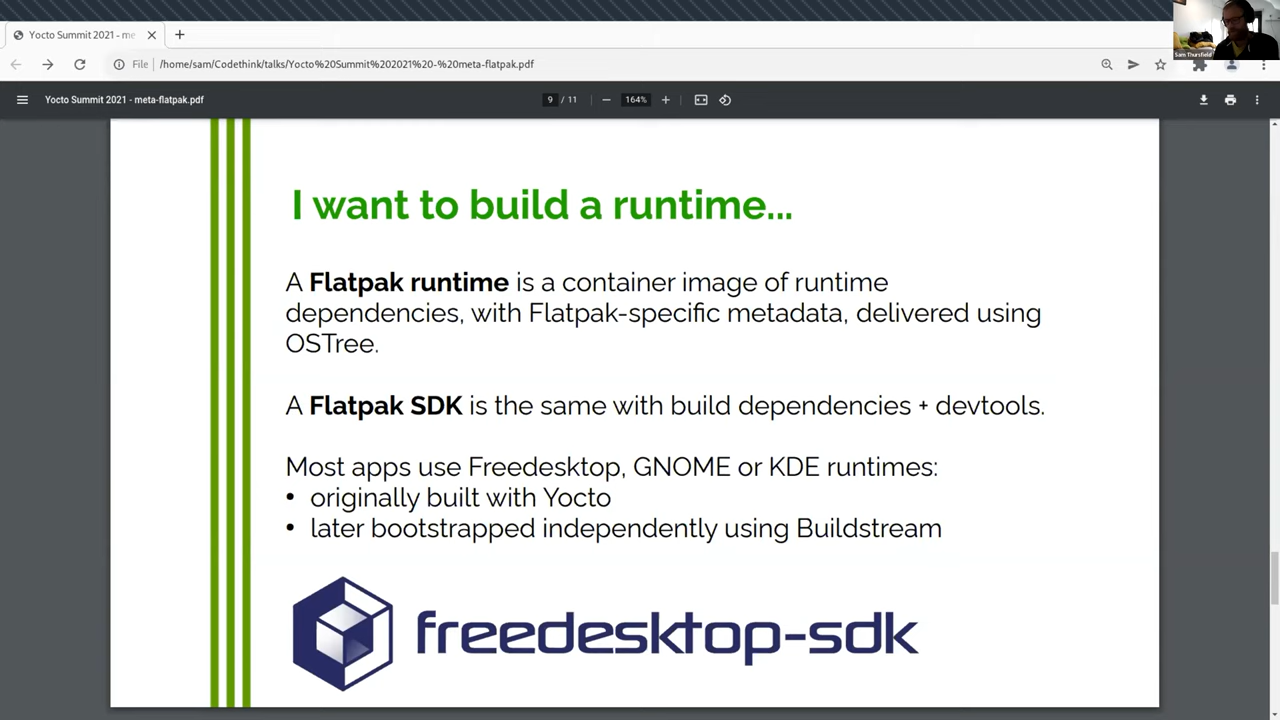 Yocto Summit 2021 - me
File
/home/sam/Codethink/talks/Yocto%20Summit%202021%20-%20meta-flatpak.pdf
Sam Thursfield
Yocto Summit 2021 - meta-flatpak.pdf
9 / 11
164%
I want to build a runtime...
A Flatpak runtime is a container image of runtime
dependencies, with Flatpak-specific metadata, delivered using
OSTree.
A Flatpak SDK is the same with build dependencies + devtools.
Most apps use Freedesktop, GNOME or KDE runtimes:
• originally built with Yocto
• later bootstrapped independently using Buildstream
freedesktop-sdk